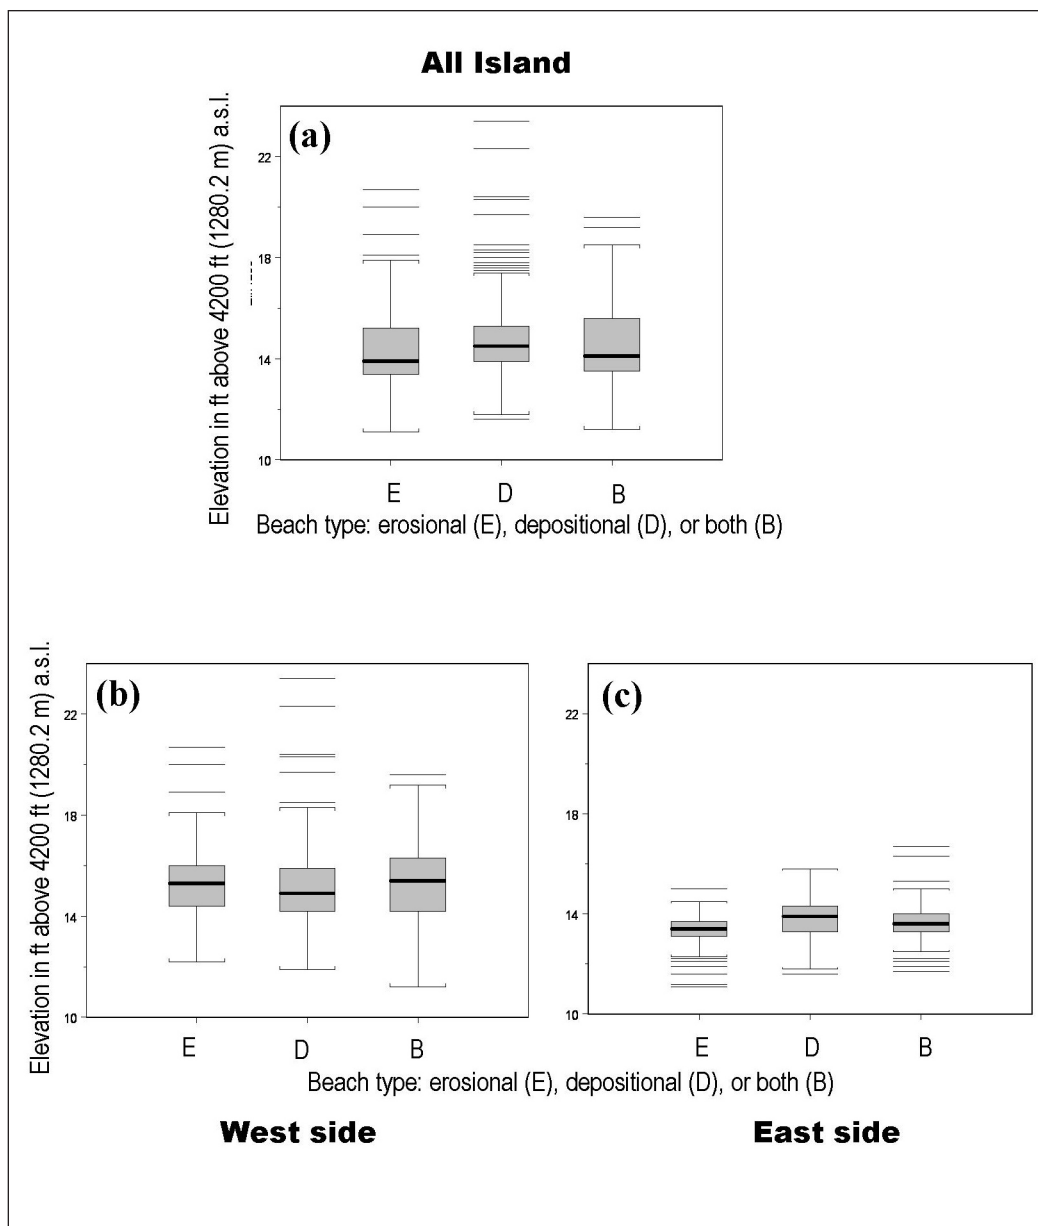 All Island
(a)
Elevation in ft above 4200 ft (1280.2 m) a.s.l.
22
18
14
10
E D B
Beach type: erosional (E), depositional (D), or both (B)
(b)
(c)
Elevation in ft above 4200 ft (1280.2 m) a.s.l.
22
18
14
10
22
18
14
10
E D B
E D B
Beach type: erosional (E), depositional (D), or both (B)
West side
East side